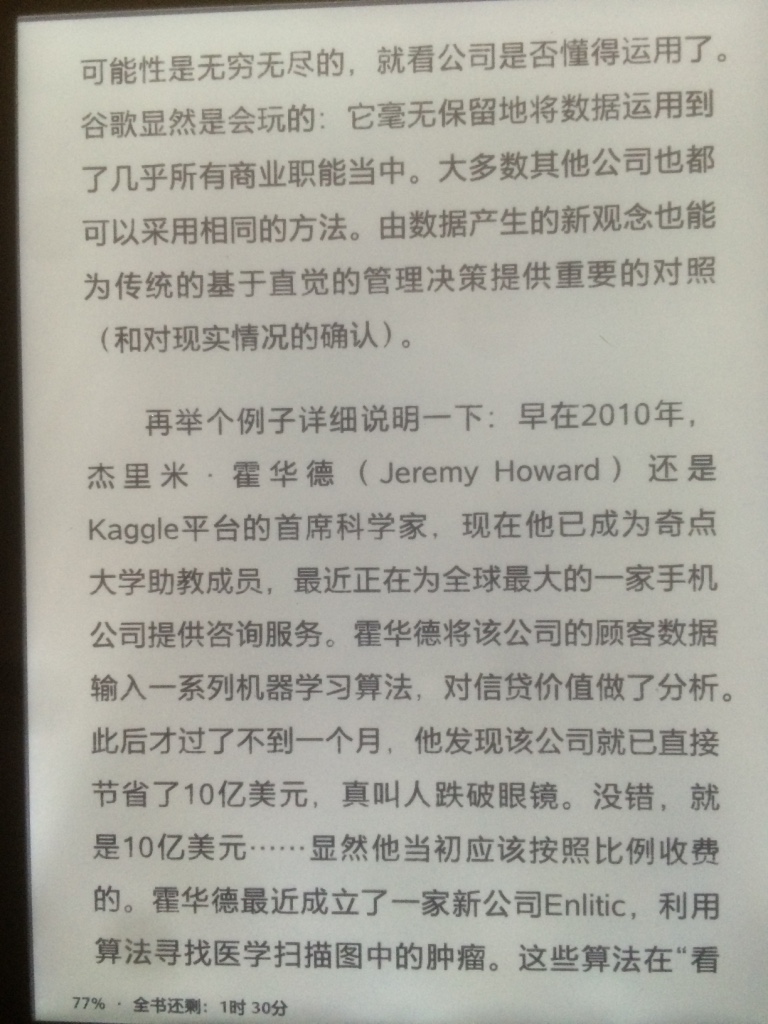 可能性是无穷无尽的，就看公司是否懂得运用了。
谷歌显然是会玩的：它毫无保留地将数据运用到
了几乎所有商业职能当中。大多数其他公司也都
可以采用相同的方法。由数据产生的新观念也能
为传统的基于直觉的管理决策提供重要的对照
（和对现实情况的确认）。
再举个例子详细说明一下：早在2010年，
杰里米·霍华德（Jeremy Howard）还是
Kaggle平台的首席科学家，现在他已成为奇点
大学助教成员，最近正在为全球最大的一家手机
公司提供咨询服务。霍华德将该公司的顾客数据
输入一系列机器学习算法，对信贷价值做了分析。
此后才过了不到一个月，他发现该公司就已直接
节省了10亿美元，真叫人跌破眼镜。没错，就
是10亿美元……显然他当初应该按照比例收费
的。霍华德最近成立了一家新公司Enlitic，利用
算法寻找医学扫描图中的肿瘤。这些算法在“看
77% · 全书还剩：1时 30分